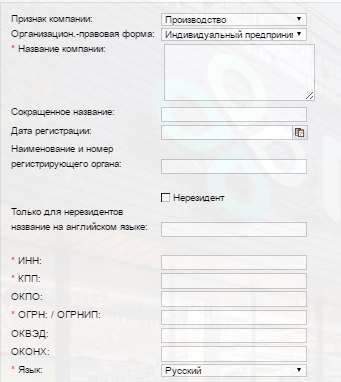 Признак компании: Производство
Организацион.-правовая форма: Индивидуальный предприни
* Название компании:
Сокращенное название:
Дата регистрации:
Наименование и номер
регистрирующего органа:
Нерезидент
Только для нерезидентов
название на английском языке:
* ИНН:
* КПП:
ОКПО:
* ОГРН: / ОГРНИП:
ОКВЭД:
ОКОНХ:
* Язык: Русский